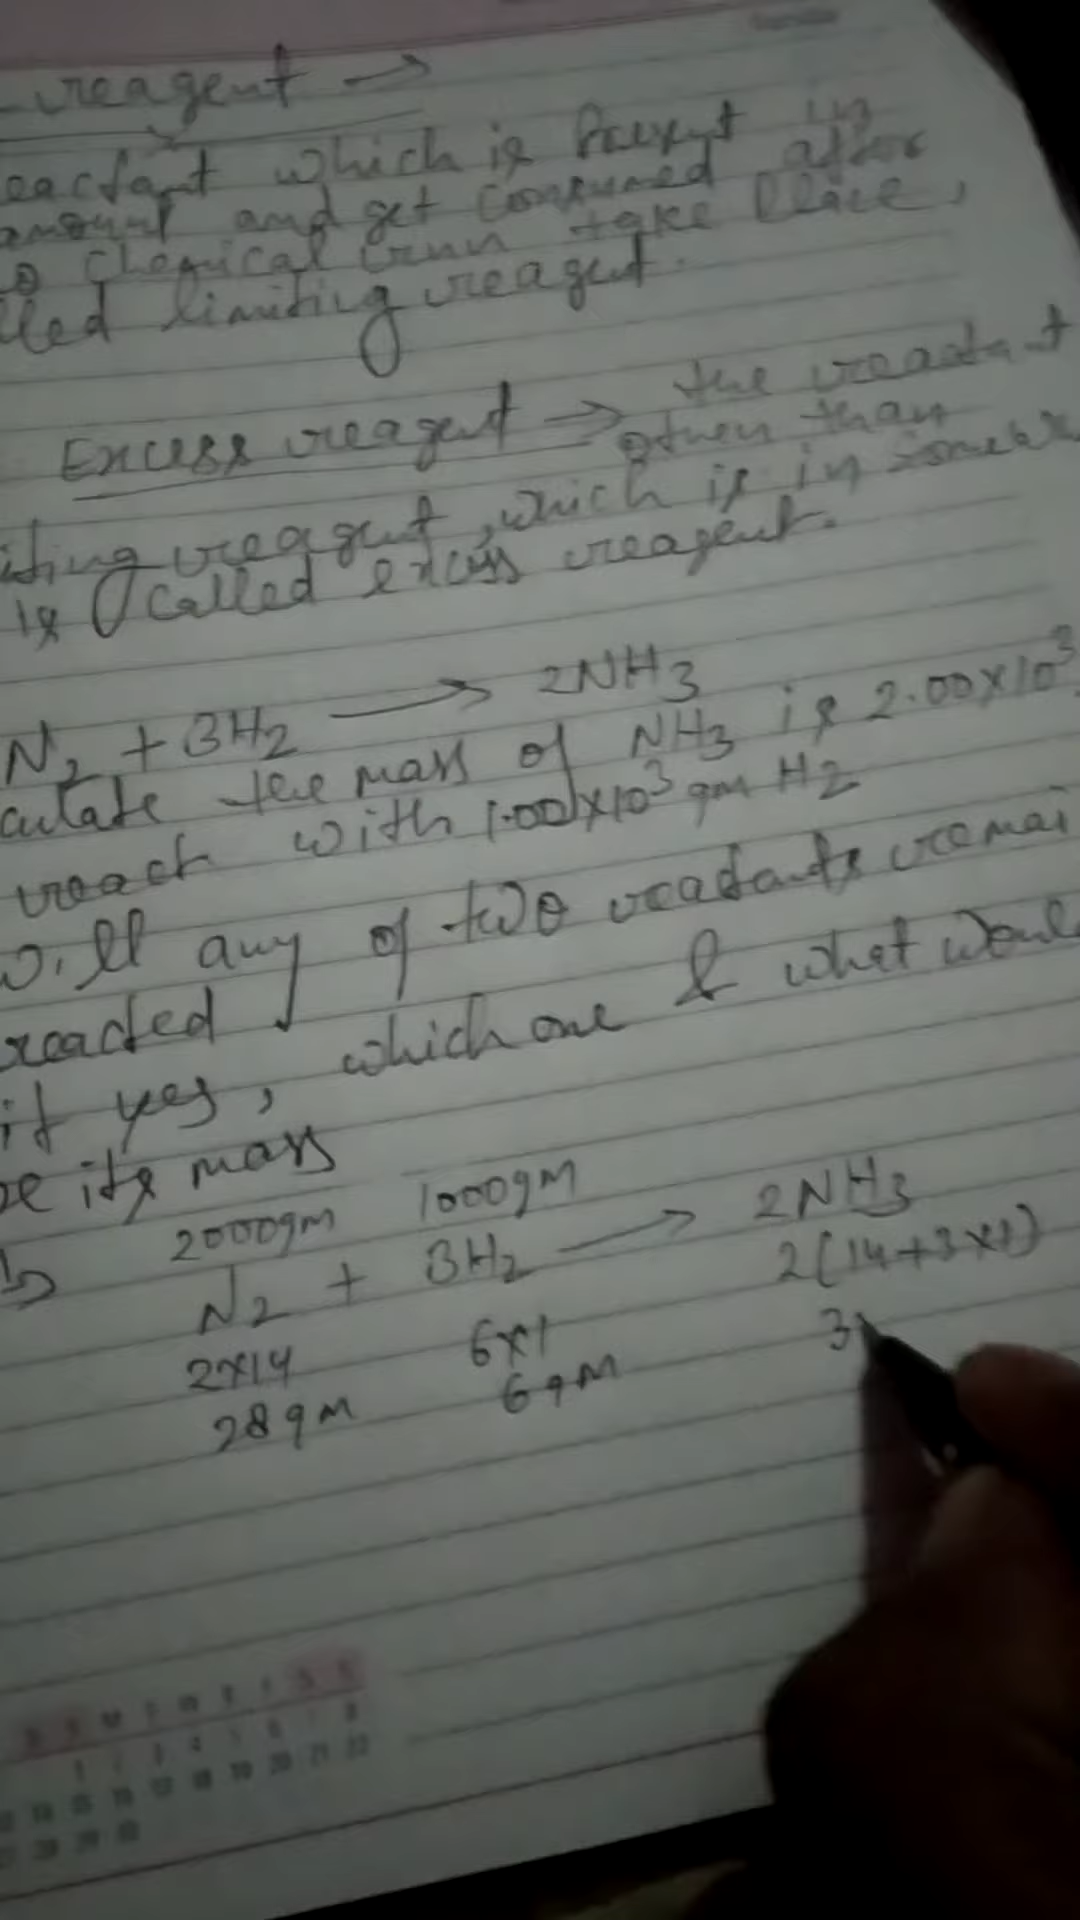 reagent →
eactant which is present in
amount and get consumed after
chemical rxn take place,
lled limiting reagent.
Excess reagent → the reactant
other than
iting reagent, which is in
is called excess reagent.
N2 + 3H2 → 2NH3
culate the mass of NH3 is 2.00×10³
react with 1.00×10³ gm H2
will any of two reactants remai
reacted
if yes, which one & what woul
be its mass
2000gm 1000gm
N2 + 3H2 → 2NH3
2×14 6×1 2(14+3×1)
28gm 6gm 3